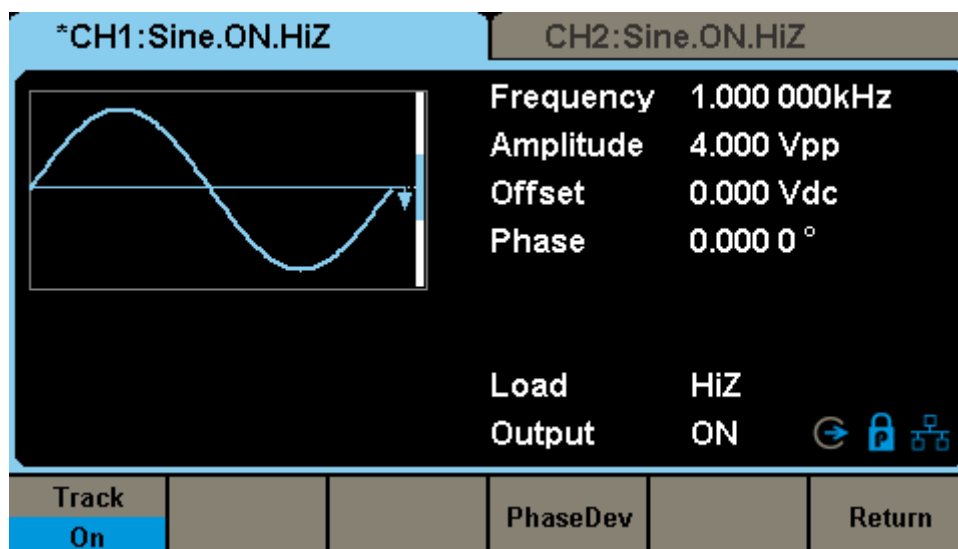 *CH1:Sine.ON.HiZ CH2:Sine.ON.HiZ
Frequency 1.000 000kHz
Amplitude 4.000 Vpp
Offset 0.000 Vdc
Phase 0.000 0 °
Load HiZ
Output ON
P
Track
On
PhaseDev
Return